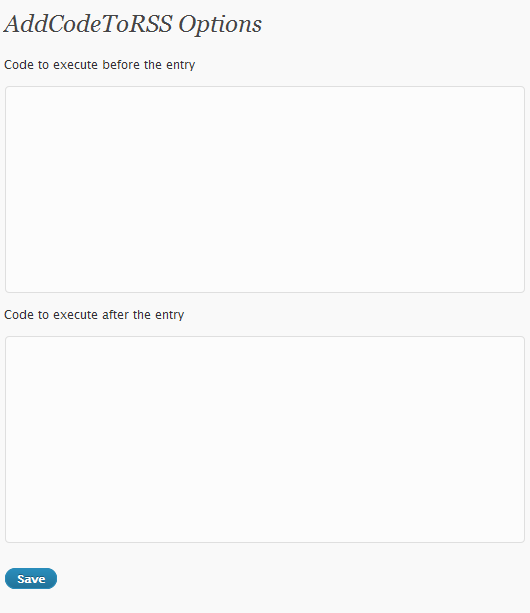 AddCodeToRSS Options
Code to execute before the entry
Code to execute after the entry
Save